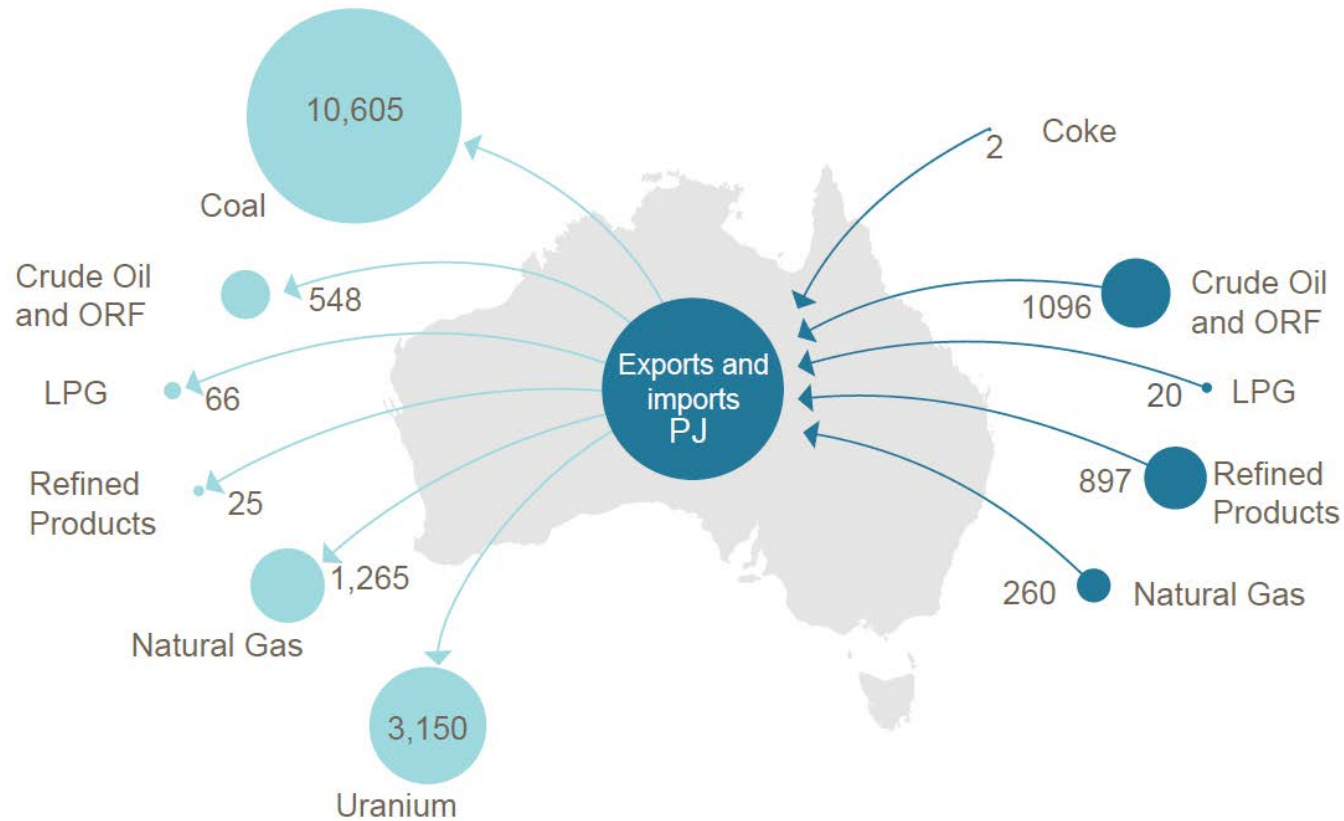 10,605
Coal
Crude Oil
and ORF
548
LPG
66
Refined
Products
25
1,265
Natural Gas
3,150
Uranium
Exports and
imports
PJ
2
Coke
1096
Crude Oil
and ORF
20
LPG
897
Refined
Products
260
Natural Gas